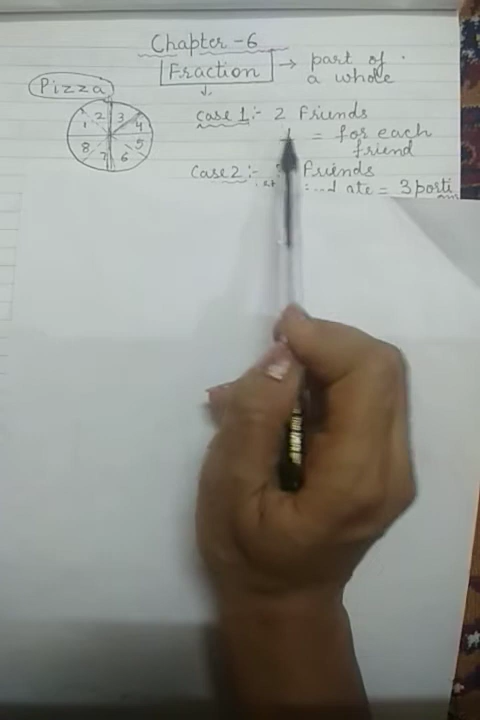 Chapter - 6
Fraction → part of a whole
Pizza
1 2 3 4 5 6 7 8
case 1:- 2 Friends
1 = for each friend
Case 2:- Friends
ate = 3 porti